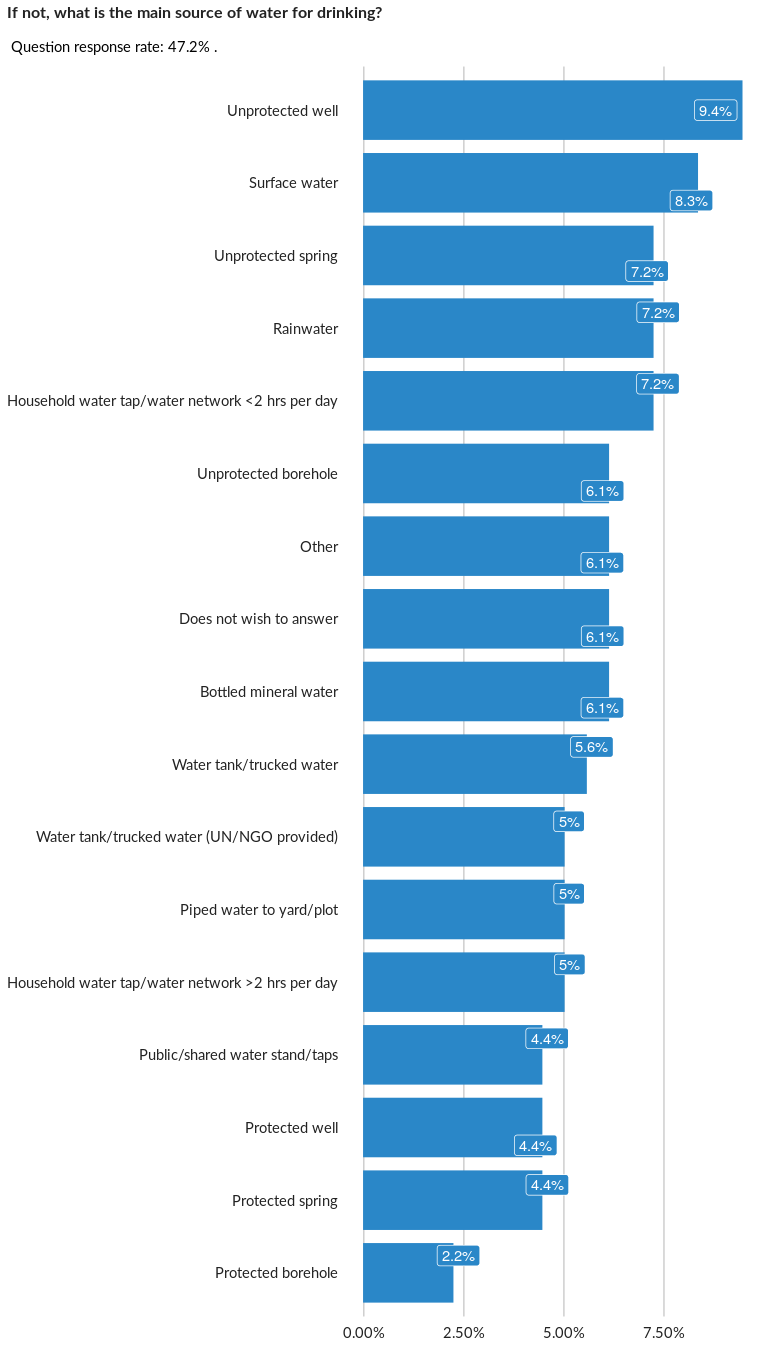 If not, what is the main source of water for drinking?
Question response rate: 47.2% .
Unprotected well 9.4%
Surface water 8.3%
Unprotected spring 7.2%
Rainwater 7.2%
Household water tap/water network <2 hrs per day 7.2%
Unprotected borehole 6.1%
Other 6.1%
Does not wish to answer 6.1%
Bottled mineral water 6.1%
Water tank/trucked water 5.6%
Water tank/trucked water (UN/NGO provided) 5%
Piped water to yard/plot 5%
Household water tap/water network >2 hrs per day 5%
Public/shared water stand/taps 4.4%
Protected well 4.4%
Protected spring 4.4%
Protected borehole 2.2%
0.00% 2.50% 5.00% 7.50%